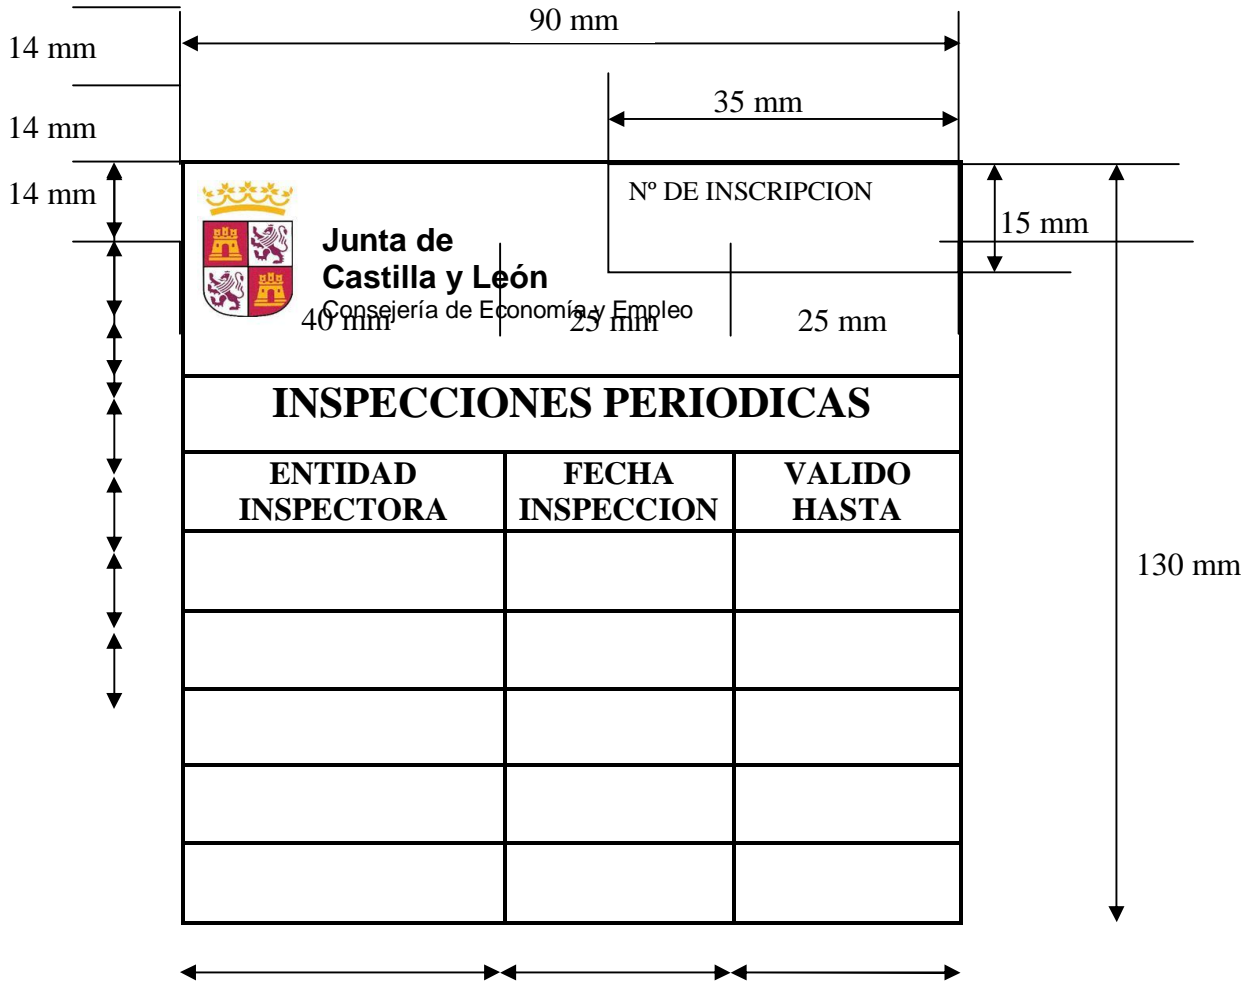 90 mm
14 mm
35 mm
14 mm
14 mm
Nº DE INSCRIPCION
15 mm
Junta de
Castilla y León
Consejería de Economía y Empleo
40 mm
25 mm
25 mm
INSPECCIONES PERIODICAS
ENTIDAD
INSPECTORA
FECHA
INSPECCION
VALIDO
HASTA
130 mm